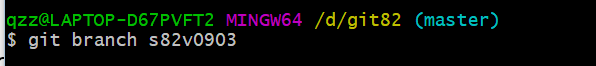 qzz@LAPTOP-D67PVFT2 MINGW64 /d/git82 (master)
$ git branch s82v0903